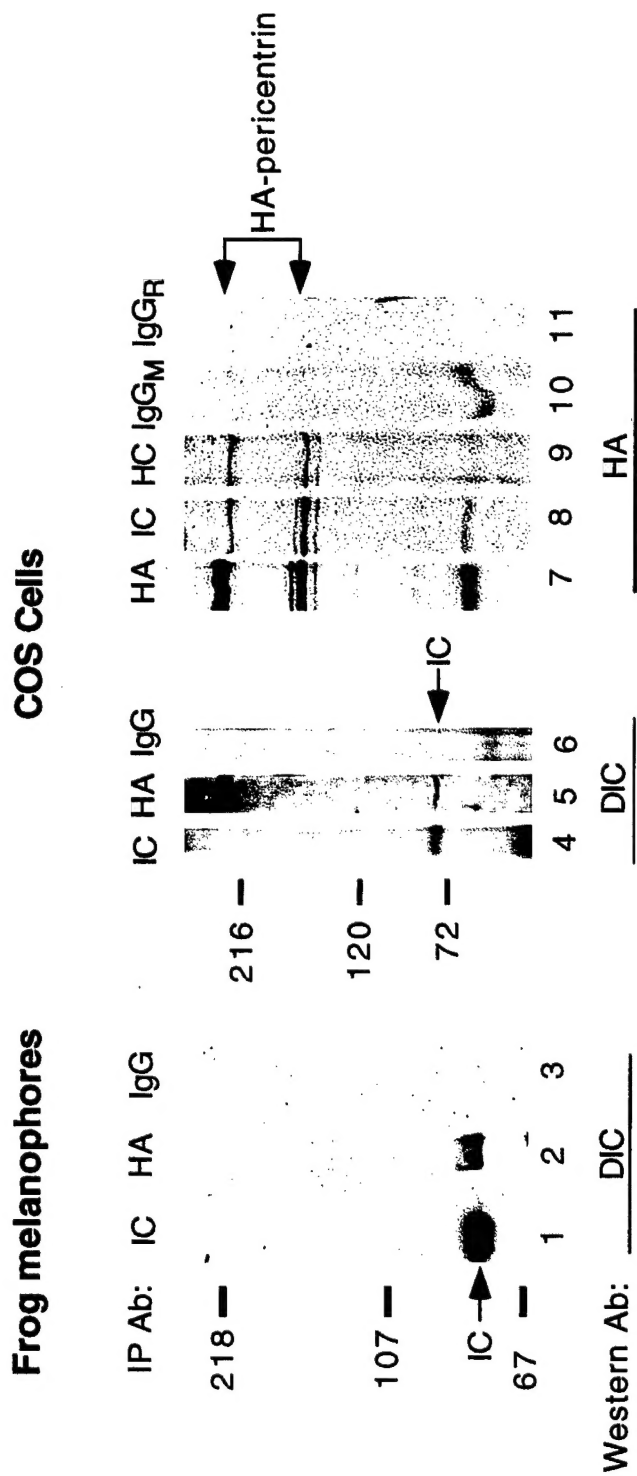 Frog melanophores
COS Cells
IP Ab: IC HA IgG
218
107
IC
67
1 2 3
Western Ab: DIC
IC HA IgG
216
120
72
IC
4 5 6
DIC
HA IC HC IgGM IgGR
HA-pericentrin
7 8 9 10 11
HA